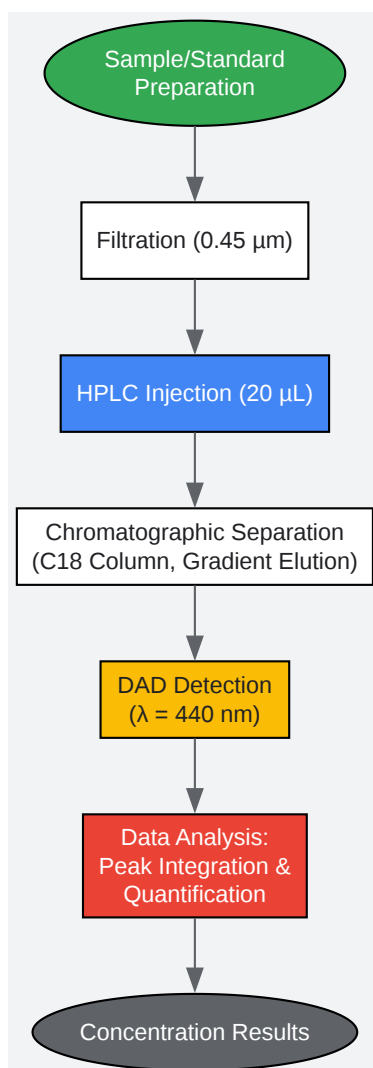 Sample/Standard
Preparation
Filtration (0.45 µm)
HPLC Injection (20 µL)
Chromatographic Separation
(C18 Column, Gradient Elution)
DAD Detection
(λ = 440 nm)
Data Analysis:
Peak Integration &
Quantification
Concentration Results